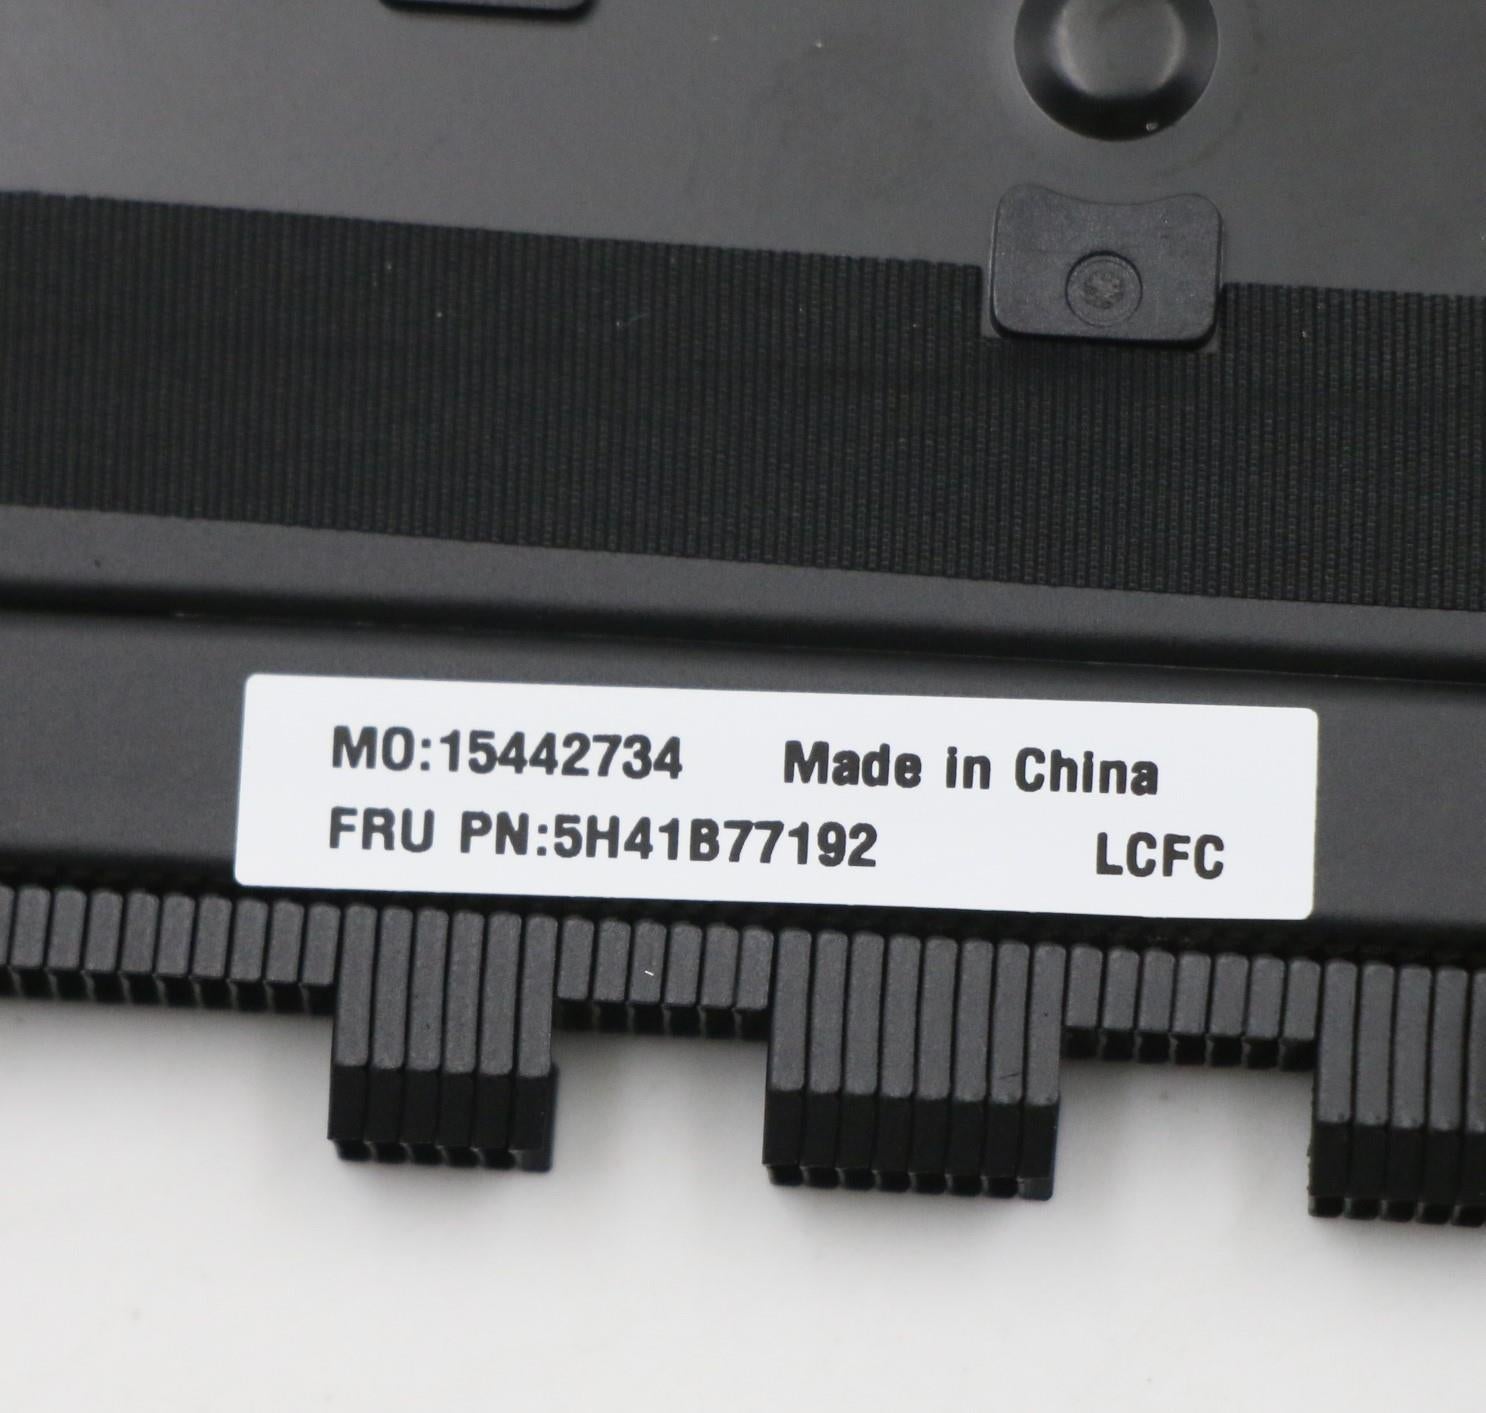 MO:15442734 Made in China
FRU PN:5H41B77192 LCFC